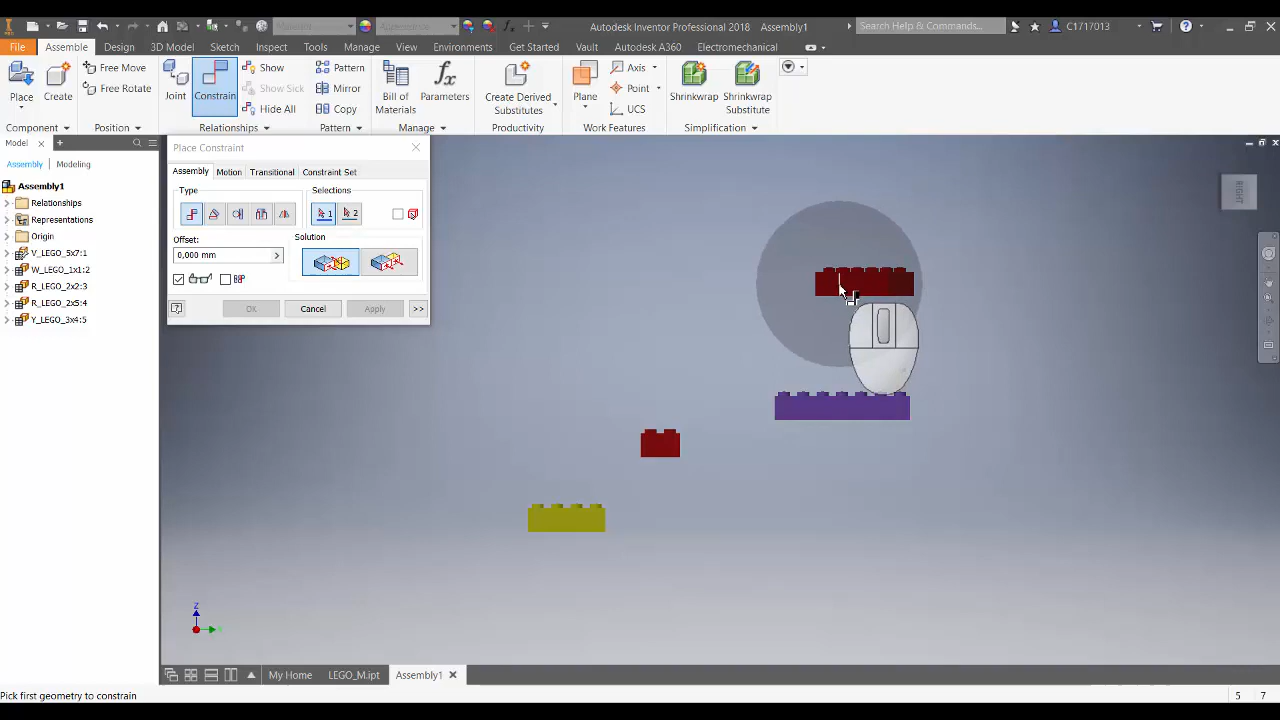 Autodesk Inventor Professional 2018 Assembly1
Search Help & Commands...
C1717013
File Assemble Design 3D Model Sketch Inspect Tools Manage View Environments Get Started Vault Autodesk A360 Electromechanical
Place
Create
Free Move
Free Rotate
Joint
Constrain
Show
Show Sick
Hide All
Pattern
Mirror
Copy
Bill of
Materials
Parameters
Create Derived
Substitutes
Plane
Axis
Point
UCS
Shrinkwrap
Shrinkwrap
Substitute
Component Position Relationships Pattern Manage Productivity Work Features Simplification
Model
Assembly Modeling
Assembly1
Relationships
Representations
Origin
V_LEGO_5x7:1
W_LEGO_1x1:2
R_LEGO_2x2:3
R_LEGO_2x5:4
Y_LEGO_3x4:5
Place Constraint
Assembly Motion Transitional Constraint Set
Type
Selections
1
2
Offset:
0,000 mm
Solution
OK
Cancel
Apply
>>
RIGHT
Z
My Home LEGO_M.ipt Assembly1
Pick first geometry to constrain
5 7